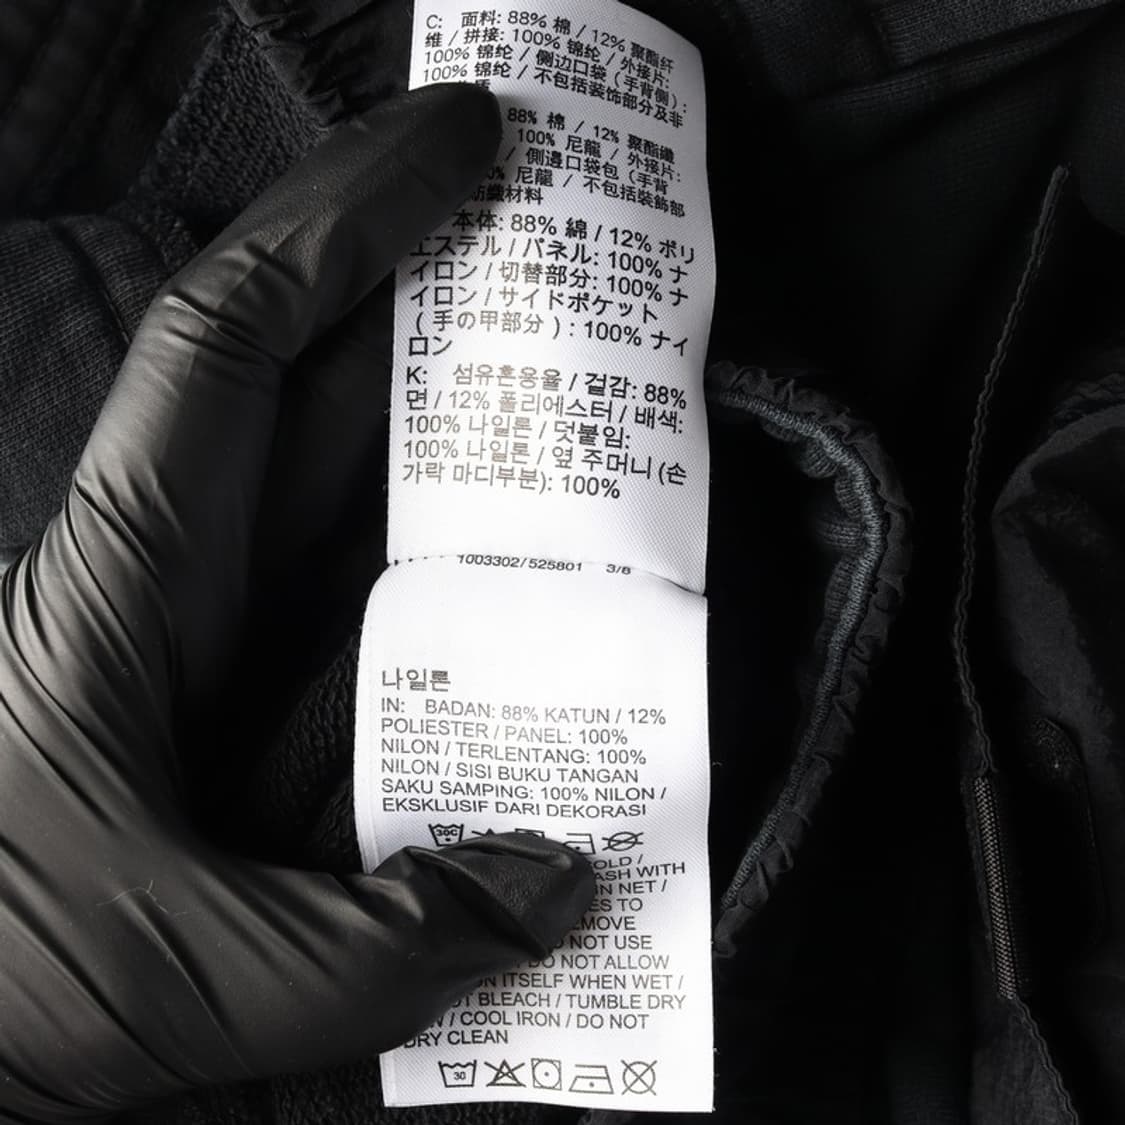 C: 面料: 88% 棉 / 12% 聚酯纤
维 / 拼接: 100% 锦纶 / 外接片:
100% 锦纶 / 侧边口袋 (手背侧):
100% 锦纶 / 不包括装饰部分及非
88% 棉 / 12% 聚酯纖
100% 尼龍 / 外接片:
/ 側邊口袋包 (手背
尼龍 / 不包括裝飾部
紡織材料
本体: 88% 綿 / 12% ポリ
エステル / パネル: 100% ナ
イロン / 切替部分: 100% ナ
イロン / サイドポケット
(手の甲部分): 100% ナイ
ロン
K: 섬유혼용율 / 겉감: 88%
면 / 12% 폴리에스터 / 배색:
100% 나일론 / 덧붙임:
100% 나일론 / 옆 주머니 (손
가락 마디부분): 100%
1003302/525801 3/8
나일론
IN: BADAN: 88% KATUN / 12%
POLIESTER / PANEL: 100%
NILON / TERLENTANG: 100%
NILON / SISI BUKU TANGAN
SAKU SAMPING: 100% NILON /
EKSKLUSIF DARI DEKORASI
30C
/
WITH
IN NET /
TO
NOT USE
DO NOT ALLOW
ITSELF WHEN WET /
BLEACH / TUMBLE DRY
/ COOL IRON / DO NOT
DRY CLEAN
30